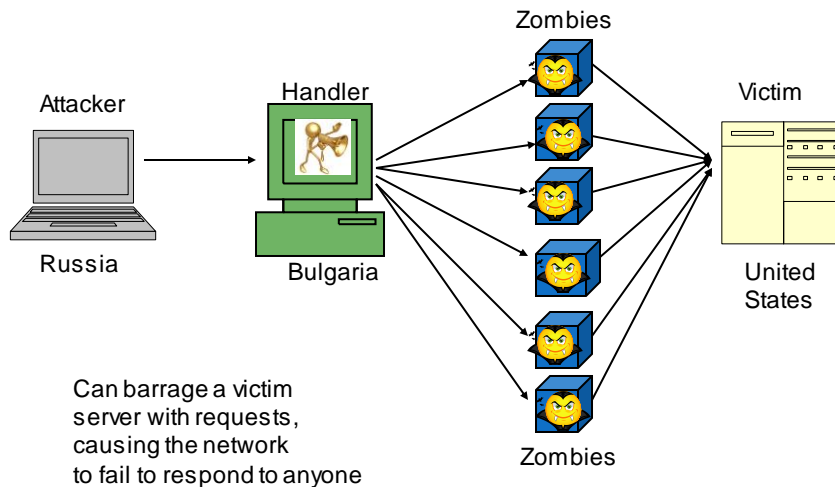 Zombies
Handler
Attacker
Victim
Russia
Bulgaria
United
States
Can barrage a victim
server with requests,
causing the network
to fail to respond to anyone
Zombies